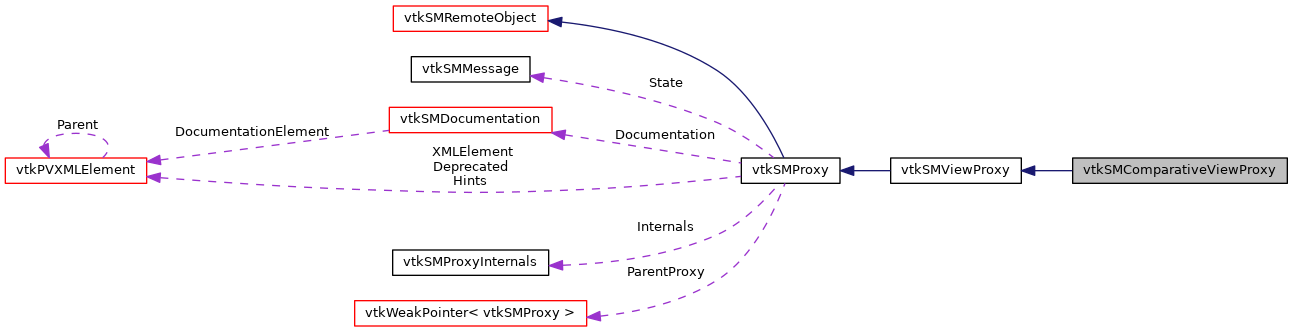 vtkSMRemoteObject
vtkSMMessage
State
vtkSMDocumentation
Parent
DocumentationElement
Documentation
XMLElement
Deprecated
Hints
vtkPVXMLElement
vtkSMProxy
vtkSMViewProxy
vtkSMComparativeViewProxy
Internals
vtkSMProxyInternals
ParentProxy
vtkWeakPointer< vtkSMProxy >